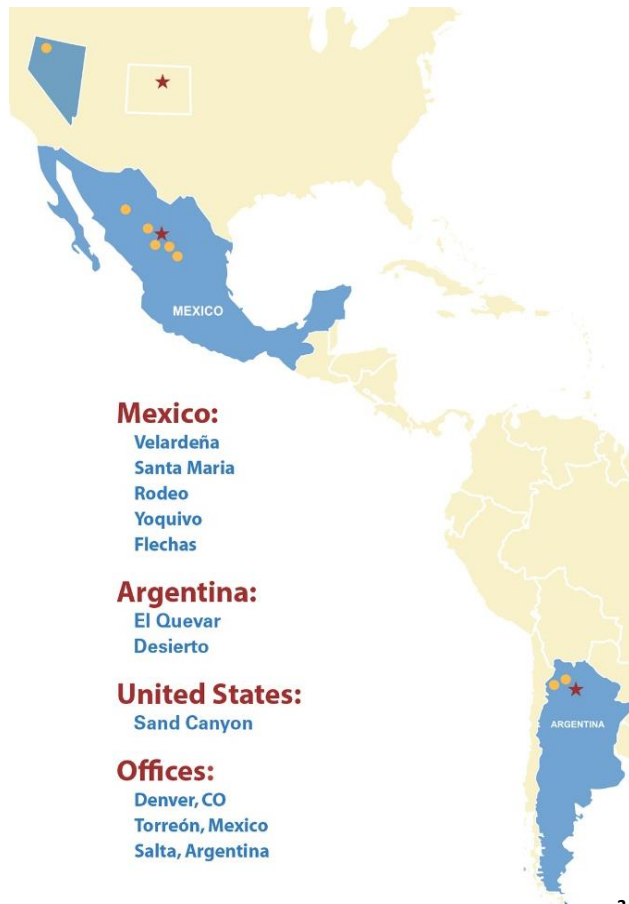 MEXICO
Mexico:
Velardeña
Santa Maria
Rodeo
Yoquivo
Flechas
Argentina:
El Quevar
Desierto
United States:
Sand Canyon
ARGENTINA
Offices:
Denver, CO
Torreón, Mexico
Salta, Argentina